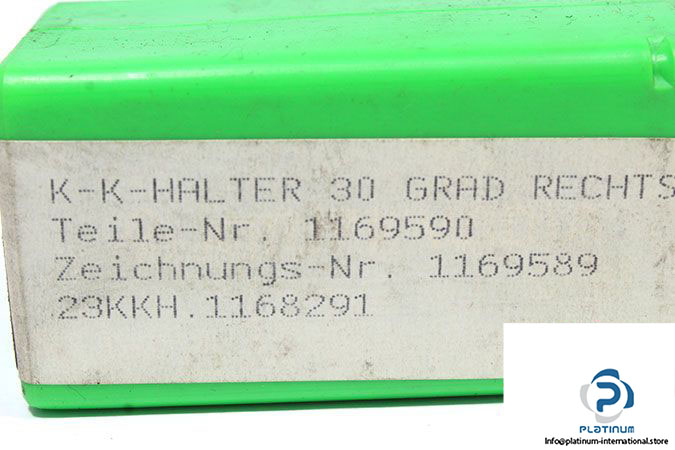 K-K-HALTER 30 GRAD RECHTS
Teile-Nr. 1169590
Zeichnungs-Nr. 1169589
23KKH.1168291
PLATINUM
Info@platinum-international.store